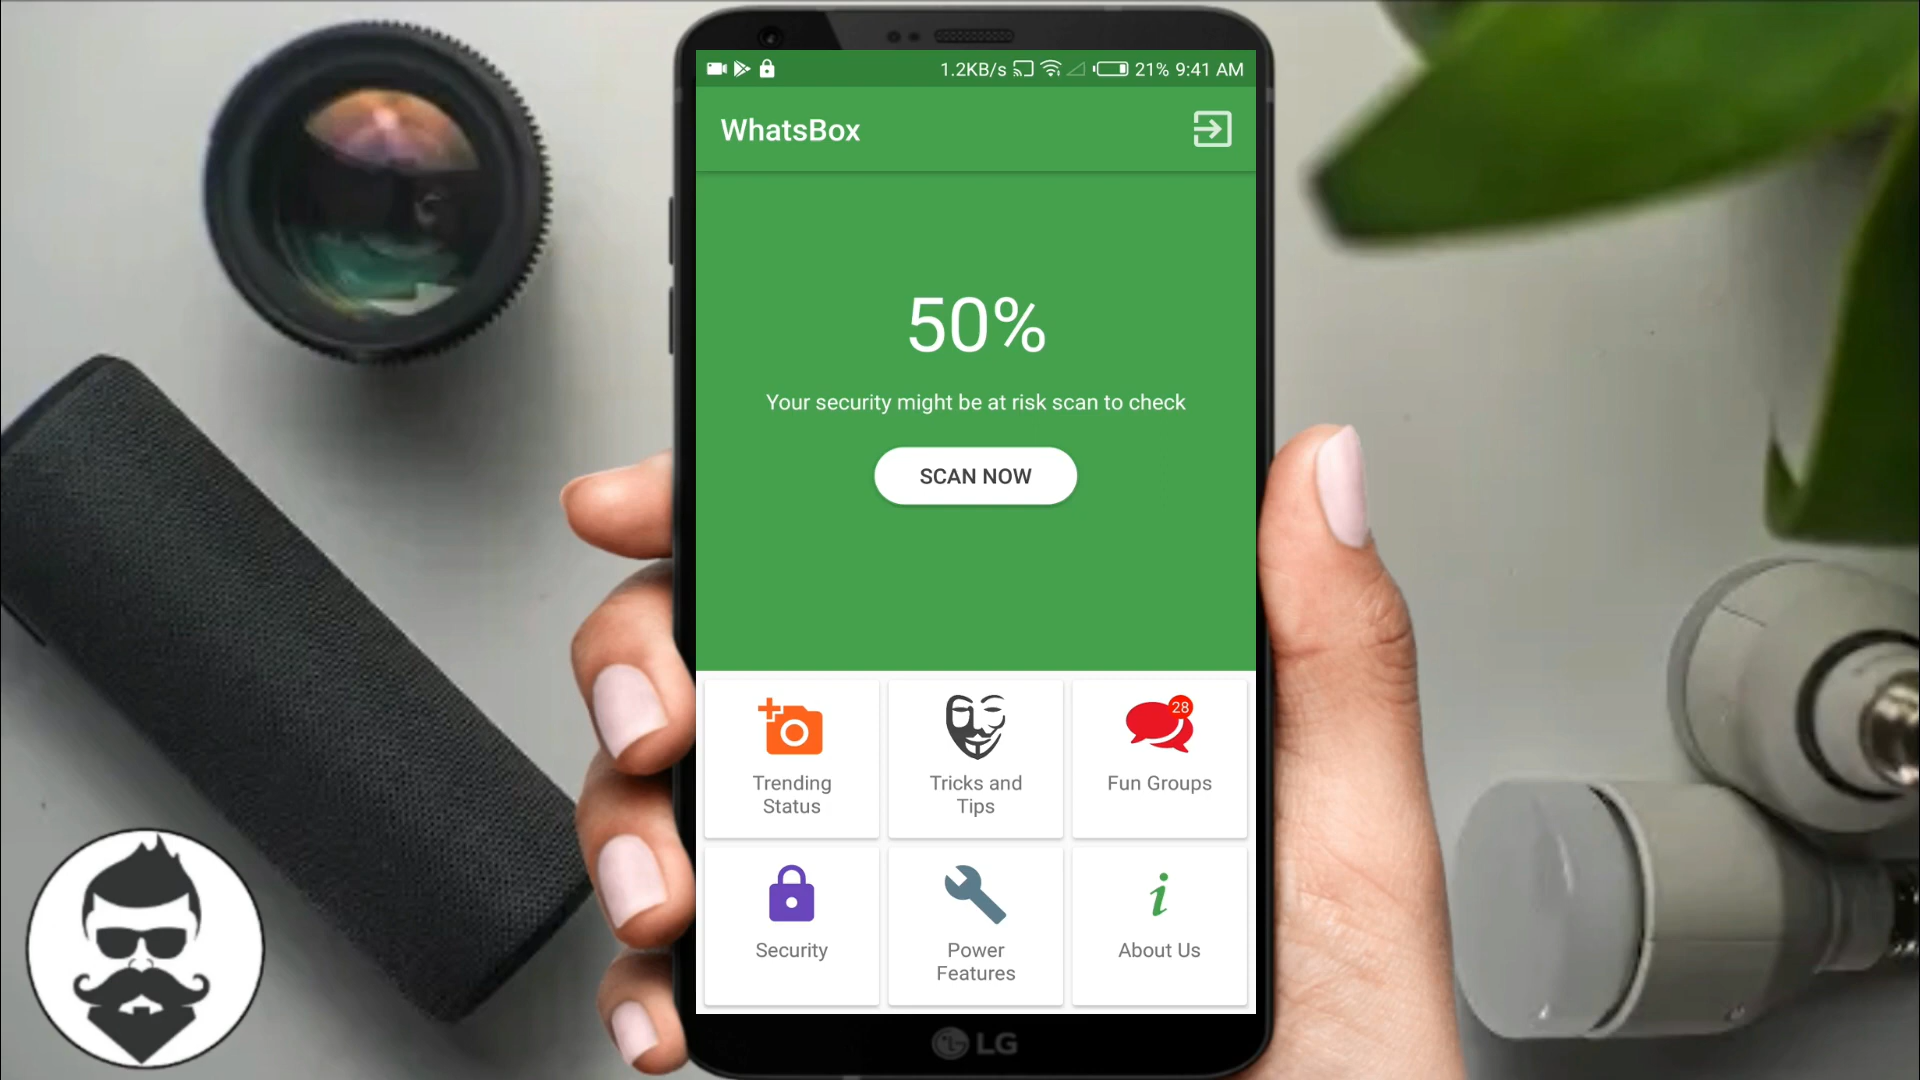 1.2KB/s 21% 9:41 AM
WhatsBox
50%
Your security might be at risk scan to check
SCAN NOW
28
Trending
Status
Tricks and
Tips
Fun Groups
Security
Power
Features
i
About Us
LG